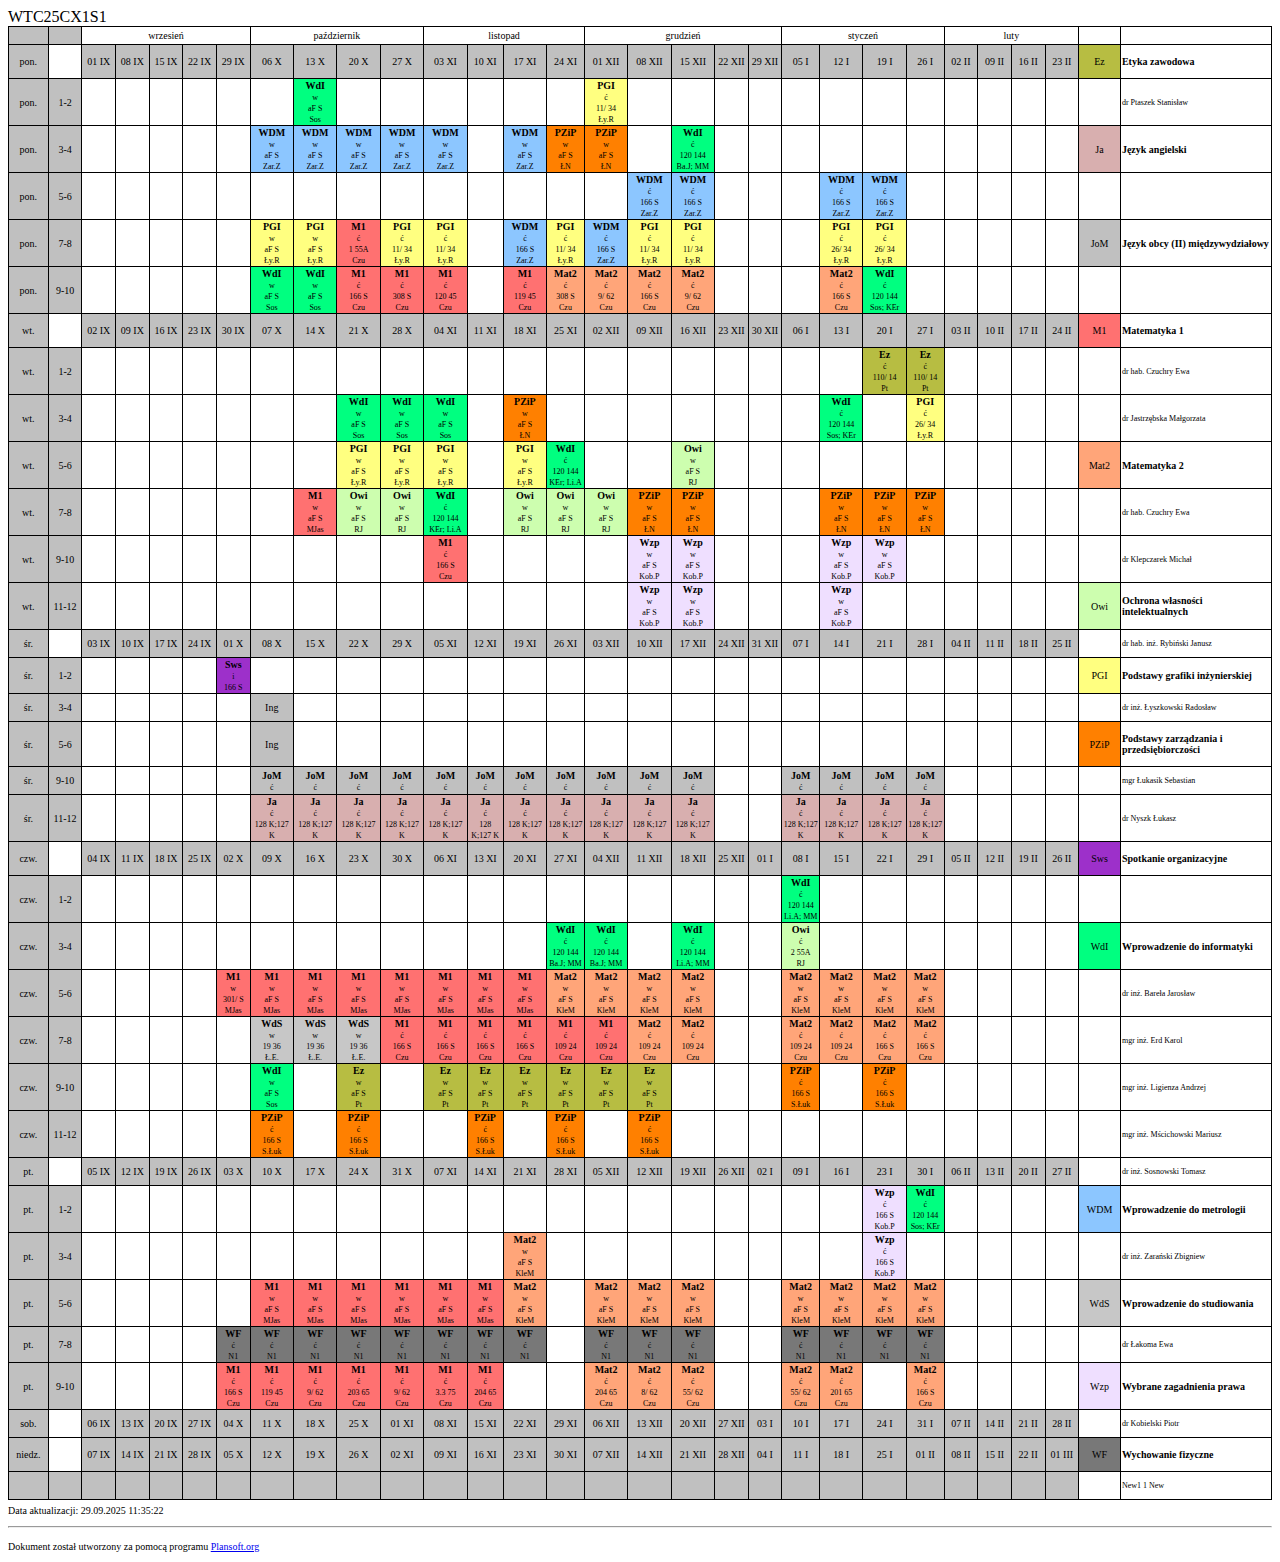 WTC25CX1S1
wrzesień październik listopad grudzień styczeń luty
pon. 01 IX 08 IX 15 IX 22 IX 29 IX 06 X 13 X 20 X 27 X 03 XI 10 XI 17 XI 24 XI 01 XII 08 XII 15 XII 22 XII 29 XII 05 I 12 I 19 I 26 I 02 II 09 II 16 II 23 II Ez Etyka zawodowa
pon. 1-2 WdI PGI dr Ptaszek Stanisław
w ć
aF S 11/ 34
Sos Ły.R
pon. 3-4 WDM WDM WDM WDM WDM WDM PZiP PZiP WdI Ja Język angielski
w w w w w w w w ć
aF S aF S aF S aF S aF S aF S aF S aF S 120 144
Zar.Z Zar.Z Zar.Z Zar.Z Zar.Z Zar.Z ŁN ŁN Ba.J; MM
pon. 5-6 WDM WDM WDM WDM
ć ć ć ć
166 S 166 S 166 S 166 S
Zar.Z Zar.Z Zar.Z Zar.Z
pon. 7-8 PGI PGI M1 PGI PGI WDM PGI WDM PGI PGI PGI PGI JoM Język obcy (II) międzywydziałowy
w w ć ć ć ć ć ć ć ć ć ć
aF S aF S 1 55A 11/ 34 11/ 34 166 S 11/ 34 166 S 11/ 34 11/ 34 26/ 34 26/ 34
Ły.R Ły.R Czu Ły.R Ły.R Zar.Z Ły.R Zar.Z Ły.R Ły.R Ły.R Ły.R
pon. 9-10 WdI WdI M1 M1 M1 M1 Mat2 Mat2 Mat2 Mat2 Mat2 WdI
w w ć ć ć ć ć ć ć ć ć ć
aF S aF S 166 S 308 S 120 45 119 45 308 S 9/ 62 166 S 9/ 62 166 S 120 144
Sos Sos Czu Czu Czu Czu Czu Czu Czu Czu Czu Sos; KEr
wt. 02 IX 09 IX 16 IX 23 IX 30 IX 07 X 14 X 21 X 28 X 04 XI 11 XI 18 XI 25 XI 02 XII 09 XII 16 XII 23 XII 30 XII 06 I 13 I 20 I 27 I 03 II 10 II 17 II 24 II M1 Matematyka 1
wt. 1-2 Ez Ez dr hab. Czuchry Ewa
ć ć
110/ 14 110/ 14
Pt Pt
wt. 3-4 WdI WdI WdI PZiP WdI PGI dr Jastrzębska Małgorzata
w w w w ć ć
aF S aF S aF S aF S 120 144 26/ 34
Sos Sos Sos ŁN Sos; KEr Ły.R
wt. 5-6 PGI PGI PGI PGI WdI Owi Mat2 Matematyka 2
w w w w ć w
aF S aF S aF S aF S 120 144 aF S
Ły.R Ły.R Ły.R Ły.R KEr; Li.A RJ
wt. 7-8 M1 Owi Owi WdI Owi Owi Owi PZiP PZiP PZiP PZiP PZiP dr hab. Czuchry Ewa
w w w ć w w w w w w w w
aF S aF S aF S 120 144 aF S aF S aF S aF S aF S aF S aF S aF S
MJas RJ RJ KEr; Li.A RJ RJ RJ ŁN ŁN ŁN ŁN ŁN
wt. 9-10 M1 Wzp Wzp Wzp Wzp dr Klepczarek Michał
ć w w w w
166 S aF S aF S aF S aF S
Czu Kob.P Kob.P Kob.P Kob.P
wt. 11-12 Wzp Wzp Wzp Owi Ochrona własności intelektualnych
w w w
aF S aF S aF S
Kob.P Kob.P Kob.P
śr. 03 IX 10 IX 17 IX 24 IX 01 X 08 X 15 X 22 X 29 X 05 XI 12 XI 19 XI 26 XI 03 XII 10 XII 17 XII 24 XII 31 XII 07 I 14 I 21 I 28 I 04 II 11 II 18 II 25 II dr hab. inż. Rybiński Janusz
śr. 1-2 Sws PGI Podstawy grafiki inżynierskiej
i
166 S
śr. 3-4 Ing dr inż. Łyszkowski Radosław
śr. 5-6 Ing PZiP Podstawy zarządzania i przedsiębiorczości
śr. 9-10 JoM JoM JoM JoM JoM JoM JoM JoM JoM JoM JoM JoM JoM JoM JoM mgr Łukasik Sebastian
ć ć ć ć ć ć ć ć ć ć ć ć ć ć ć
śr. 11-12 Ja Ja Ja Ja Ja Ja Ja Ja Ja Ja Ja Ja Ja Ja Ja dr Nyszk Łukasz
ć ć ć ć ć ć ć ć ć ć ć ć ć ć ć
128 K;127 128 K;127 128 K;127 128 K;127 128 K;127 128 128 K;127 128 K;127 128 K;127 128 K;127 128 K;127 128 K;127 128 K;127 128 K;127 128 K;127
K K K K K K;127 K K K K K K K K K K
czw. 04 IX 11 IX 18 IX 25 IX 02 X 09 X 16 X 23 X 30 X 06 XI 13 XI 20 XI 27 XI 04 XII 11 XII 18 XII 25 XII 01 I 08 I 15 I 22 I 29 I 05 II 12 II 19 II 26 II Sws Spotkanie organizacyjne
czw. 1-2 WdI
ć
120 144
Li.A; MM
czw. 3-4 WdI WdI WdI Owi WdI Wprowadzenie do informatyki
ć ć ć ć
120 144 120 144 120 144 2 55A
Ba.J; MM Ba.J; MM Li.A; MM RJ
czw. 5-6 M1 M1 M1 M1 M1 M1 M1 M1 Mat2 Mat2 Mat2 Mat2 Mat2 Mat2 Mat2 Mat2 dr inż. Bareła Jarosław
w w w w w w w w w w w w w w w w
301/ S aF S aF S aF S aF S aF S aF S aF S aF S aF S aF S aF S aF S aF S aF S aF S
MJas MJas MJas MJas MJas MJas MJas MJas KleM KleM KleM KleM KleM KleM KleM KleM
czw. 7-8 WdS WdS WdS M1 M1 M1 M1 M1 M1 Mat2 Mat2 Mat2 Mat2 Mat2 Mat2 mgr inż. Erd Karol
w w w ć ć ć ć ć ć ć ć ć ć ć ć
19 36 19 36 19 36 166 S 166 S 166 S 166 S 109 24 109 24 109 24 109 24 109 24 109 24 166 S 166 S
Ł.E. Ł.E. Ł.E. Czu Czu Czu Czu Czu Czu Czu Czu Czu Czu Czu Czu
czw. 9-10 WdI Ez Ez Ez Ez Ez Ez Ez PZiP PZiP mgr inż. Ligienza Andrzej
w w w w w w w w ć ć
aF S aF S aF S aF S aF S aF S aF S aF S 166 S 166 S
Sos Pt Pt Pt Pt Pt Pt Pt S.Łuk S.Łuk
czw. 11-12 PZiP PZiP PZiP PZiP PZiP mgr inż. Mścichowski Mariusz
ć ć ć ć ć
166 S 166 S 166 S 166 S 166 S
S.Łuk S.Łuk S.Łuk S.Łuk S.Łuk
pt. 05 IX 12 IX 19 IX 26 IX 03 X 10 X 17 X 24 X 31 X 07 XI 14 XI 21 XI 28 XI 05 XII 12 XII 19 XII 26 XII 02 I 09 I 16 I 23 I 30 I 06 II 13 II 20 II 27 II dr inż. Sosnowski Tomasz
pt. 1-2 Wzp WdI WDM Wprowadzenie do metrologii
ć ć
166 S 120 144
Kob.P Sos; KEr
pt. 3-4 Mat2 Wzp dr inż. Zarański Zbigniew
w ć
aF S 166 S
KleM Kob.P
pt. 5-6 M1 M1 M1 M1 M1 M1 Mat2 Mat2 Mat2 Mat2 Mat2 Mat2 Mat2 Mat2 WdS Wprowadzenie do studiowania
w w w w w w w w w w w w w w
aF S aF S aF S aF S aF S aF S aF S aF S aF S aF S aF S aF S aF S aF S
MJas MJas MJas MJas MJas MJas KleM KleM KleM KleM KleM KleM KleM KleM
pt. 7-8 WF WF WF WF WF WF WF WF WF WF WF WF WF WF WF dr Łakoma Ewa
ć ć ć ć ć ć ć ć ć ć ć ć ć ć ć
N1 N1 N1 N1 N1 N1 N1 N1 N1 N1 N1 N1 N1 N1 N1
pt. 9-10 M1 M1 M1 M1 M1 M1 M1 Mat2 Mat2 Mat2 Mat2 Mat2 Mat2 Wzp Wybrane zagadnienia prawa
ć ć ć ć ć ć ć ć ć ć ć ć ć
166 S 119 45 9/ 62 203 65 9/ 62 3.3 75 204 65 204 65 8/ 62 55/ 62 55/ 62 201 65 166 S
Czu Czu Czu Czu Czu Czu Czu Czu Czu Czu Czu Czu Czu
sob. 06 IX 13 IX 20 IX 27 IX 04 X 11 X 18 X 25 X 01 XI 08 XI 15 XI 22 XI 29 XI 06 XII 13 XII 20 XII 27 XII 03 I 10 I 17 I 24 I 31 I 07 II 14 II 21 II 28 II dr Kobielski Piotr
niedz. 07 IX 14 IX 21 IX 28 IX 05 X 12 X 19 X 26 X 02 XI 09 XI 16 XI 23 XI 30 XI 07 XII 14 XII 21 XII 28 XII 04 I 11 I 18 I 25 I 01 II 08 II 15 II 22 II 01 III WF Wychowanie fizyczne
New1 1 New
Data aktualizacji: 29.09.2025 11:35:22
Dokument został utworzony za pomocą programu Plansoft.org